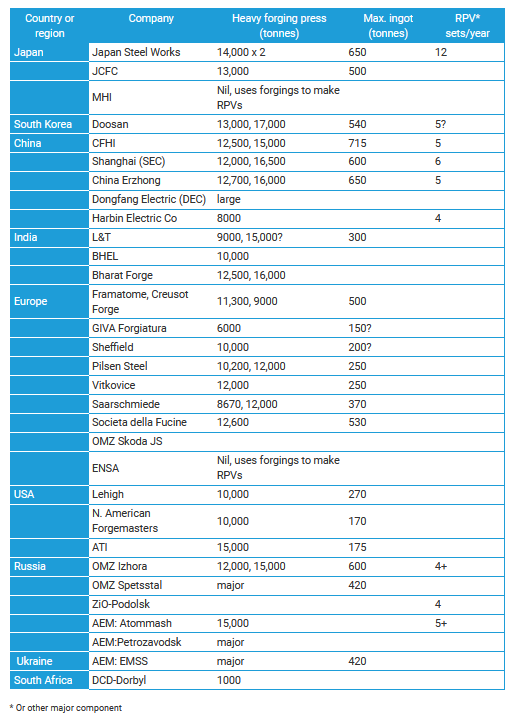 Country or region Company Heavy forging press (tonnes) Max. ingot (tonnes) RPV* sets/year
Japan Japan Steel Works 14,000 x 2 650 12
JCFC 13,000 500
MHI Nil, uses forgings to make RPVs
South Korea Doosan 13,000, 17,000 540 5?
China CFHI 12,500, 15,000 715 5
Shanghai (SEC) 12,000, 16,500 600 6
China Erzhong 12,700, 16,000 650 5
Dongfang Electric (DEC) large
Harbin Electric Co 8000 4
India L&T 9000, 15,000? 300
BHEL 10,000
Bharat Forge 12,500, 16,000
Europe Framatome, Creusot Forge 11,300, 9000 500
GIVA Forgiatura 6000 150?
Sheffield 10,000 200?
Pilsen Steel 10,200, 12,000 250
Vitkovice 12,000 250
Saarschmiede 8670, 12,000 370
Societa della Fucine 12,600 530
OMZ Skoda JS
ENSA Nil, uses forgings to make RPVs
USA Lehigh 10,000 270
N. American Forgemasters 10,000 170
ATI 15,000 175
Russia OMZ Izhora 12,000, 15,000 600 4+
OMZ Spetsstal major 420
ZiO-Podolsk 4
AEM: Atommash 15,000 5+
AEM:Petrozavodsk major
Ukraine AEM: EMSS major 420
South Africa DCD-Dorbyl 1000
* Or other major component